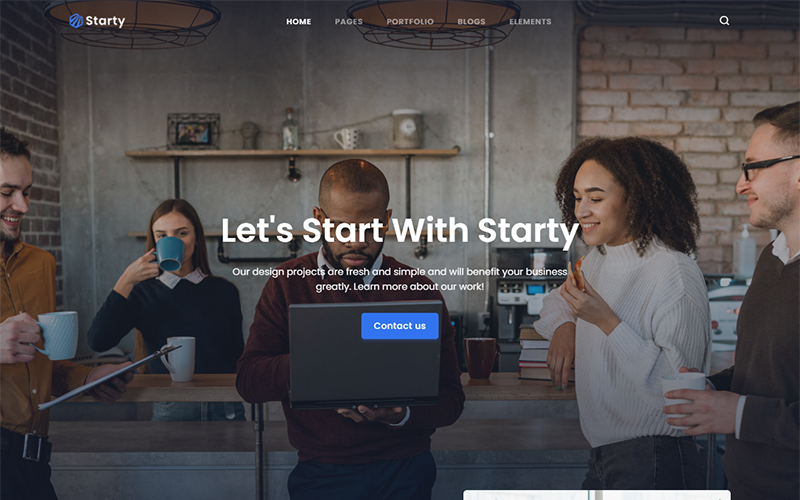 Starty
HOME PAGES PORTFOLIO BLOGS ELEMENTS
Let's Start With Starty
Our design projects are fresh and simple and will benefit your business
greatly. Learn more about our work!
Contact us